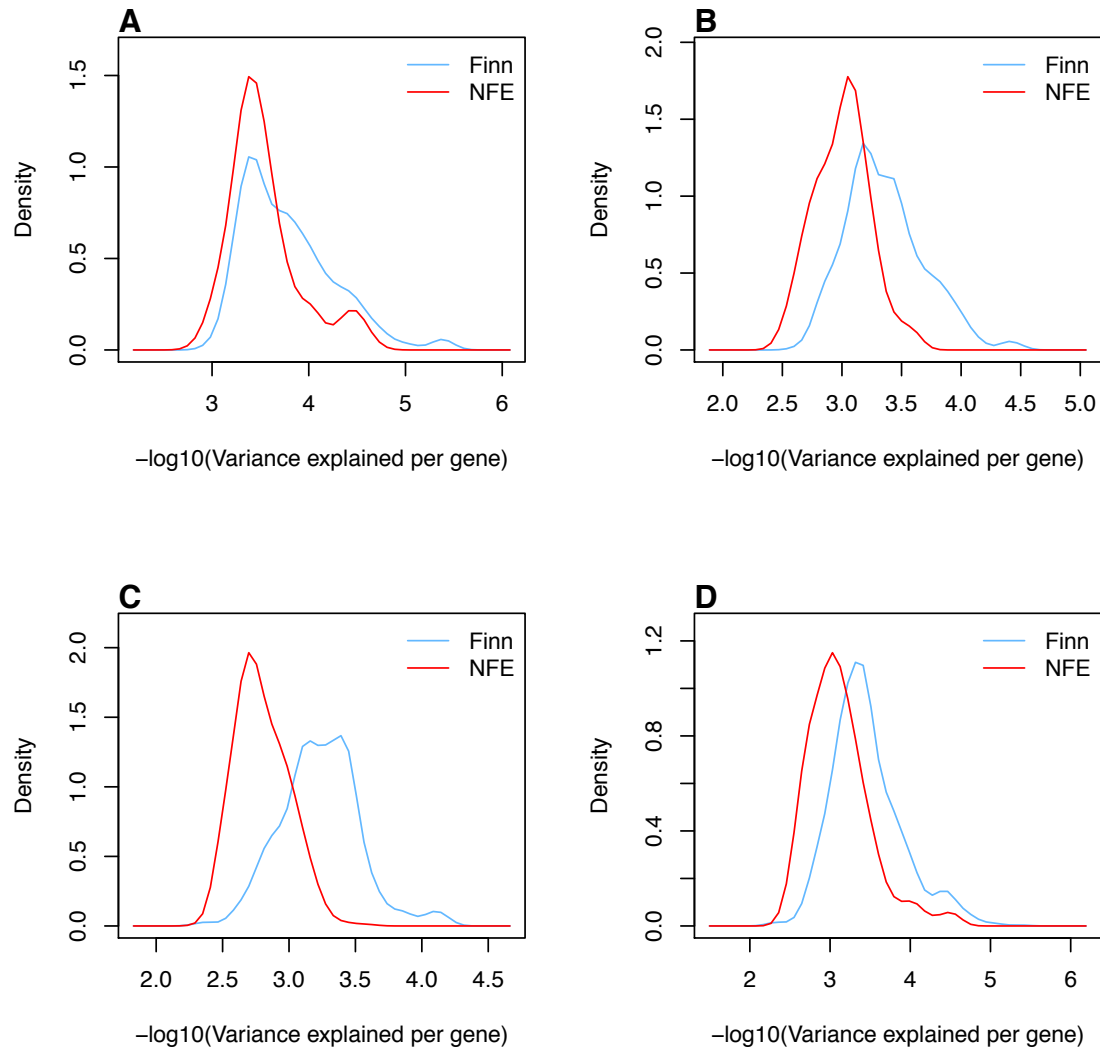 A
Finn
NFE
Density
0.0 0.5 1.0 1.5
3 4 5 6
−log10(Variance explained per gene)
B
Finn
NFE
Density
0.0 0.5 1.0 1.5 2.0
2.0 2.5 3.0 3.5 4.0 4.5 5.0
−log10(Variance explained per gene)
C
Finn
NFE
Density
0.0 0.5 1.0 1.5 2.0
2.0 2.5 3.0 3.5 4.0 4.5
−log10(Variance explained per gene)
D
Finn
NFE
Density
0.0 0.4 0.8 1.2
2 3 4 5 6
−log10(Variance explained per gene)